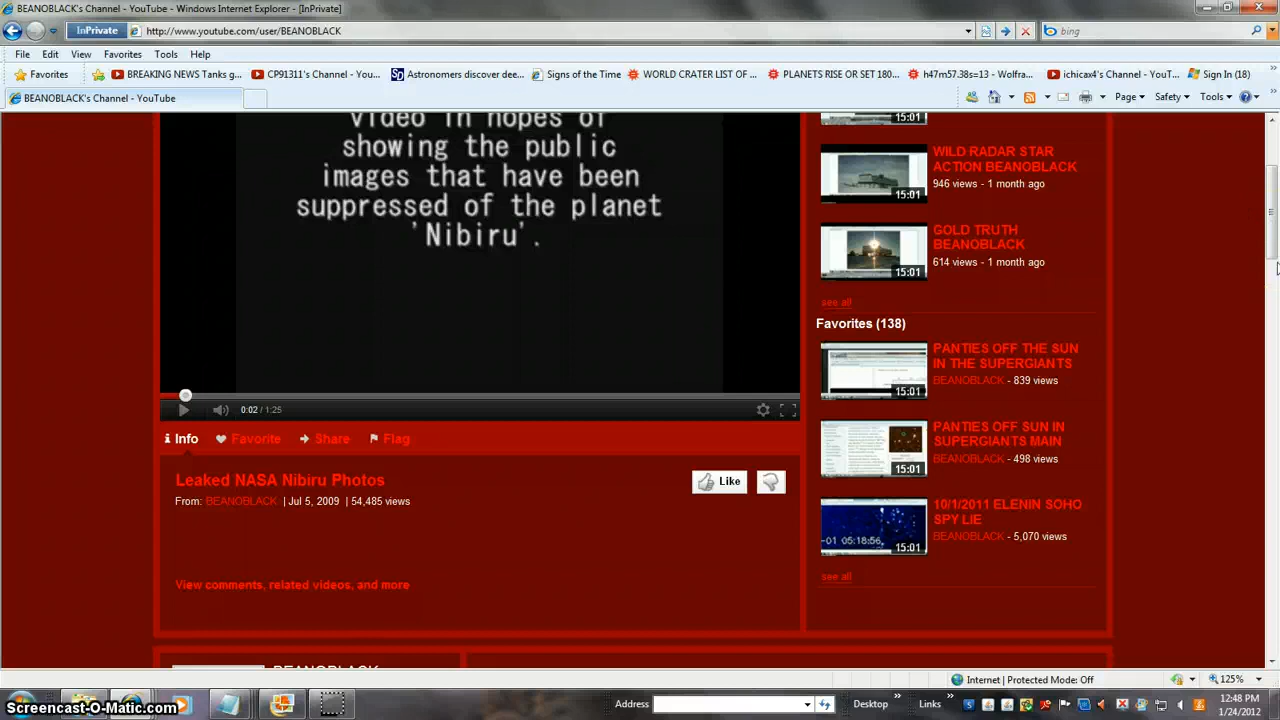 BEANOBLACK's Channel - YouTube - Windows Internet Explorer - [InPrivate]
InPrivate http://www.youtube.com/user/BEANOBLACK bing
File Edit View Favorites Tools Help
Favorites BREAKING NEWS Tanks g... CP91311's Channel - You... Astronomers discover dee... Signs of the Time WORLD CRATER LIST OF ... PLANETS RISE OR SET 180... h47m57.38s=13 - Wolfra... ichicax4's Channel - YouT... Sign In (18)
BEANOBLACK's Channel - YouTube Page Safety Tools
video in hopes of
showing the public
images that have been
suppressed of the planet
'Nibiru'.
0:02 / 1:25
Info Favorite Share Flag
Leaked NASA Nibiru Photos
Like
From: BEANOBLACK | Jul 5, 2009 | 54,485 views
View comments, related videos, and more
15:01
WILD RADAR STAR
ACTION BEANOBLACK
946 views - 1 month ago
15:01
GOLD TRUTH
BEANOBLACK
614 views - 1 month ago
15:01
see all
Favorites (138)
PANTIES OFF THE SUN
IN THE SUPERGIANTS
BEANOBLACK - 839 views
15:01
PANTIES OFF SUN IN
SUPERGIANTS MAIN
BEANOBLACK - 498 views
15:01
10/1/2011 ELENIN SOHO
SPY LIE
BEANOBLACK - 5,070 views
-01 05:18:56
15:01
see all
BEANOBLACK
Internet | Protected Mode: Off 125%
Screencast-O-Matic.com
Address Desktop Links
12:48 PM
1/24/2012